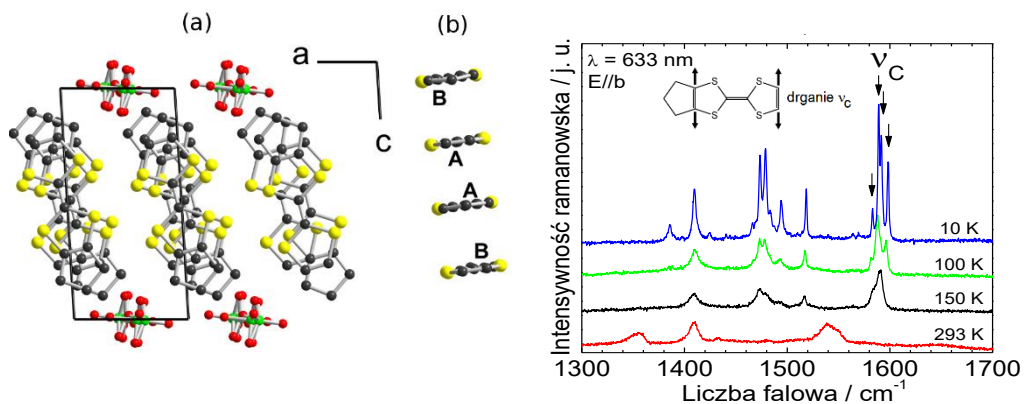 (a)
a
c
(b)
B
A
A
B
λ = 633 nm
E//b
S
S
S
S
drganie νc
νC
10 K
100 K
150 K
293 K
Intensywność ramanowska / j. u.
1300
1400
1500
1600
1700
Liczba falowa / cm⁻¹